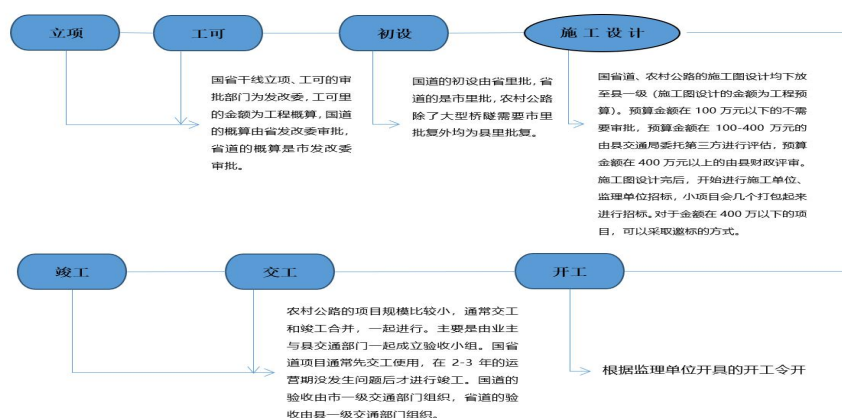 立项
工可
初设
施工设计
国省干线立项、工可的审
批部门为发改委，工可里
的金额为工程概算，国道
的概算由省发改委审批，
省道的概算是市发改委
审批。
国道的初设由省里批，省
道的是市里批，农村公路
除了大型桥隧需要市里
批复外均为县里批复。
国省道、农村公路的施工图设计均下放
至县一级（施工图设计的金额为工程预
算）。预算金额在 100 万元以下的不需
要审批，预算金额在 100-400 万元的
由县交通局委托第三方进行评估，预算
金额在 400 万元以上的由县财政评审。
施工图设计完后，开始进行施工单位、
监理单位招标，小项目会几个打包起来
进行招标。对于金额在 400 万以下的项
目，可以采取邀标的方式。
竣工
交工
开工
农村公路的项目规模比较小，通常交工
和竣工合并，一起进行。主要是由业主
与县交通部门一起成立验收小组。国省
道项目通常先交工使用，在 2-3 年的运
营期没发生问题后才进行竣工。国道的
验收由市一级交通部门组织，省道的验
收由县一级交通部门组织。
根据监理单位开具的开工令开